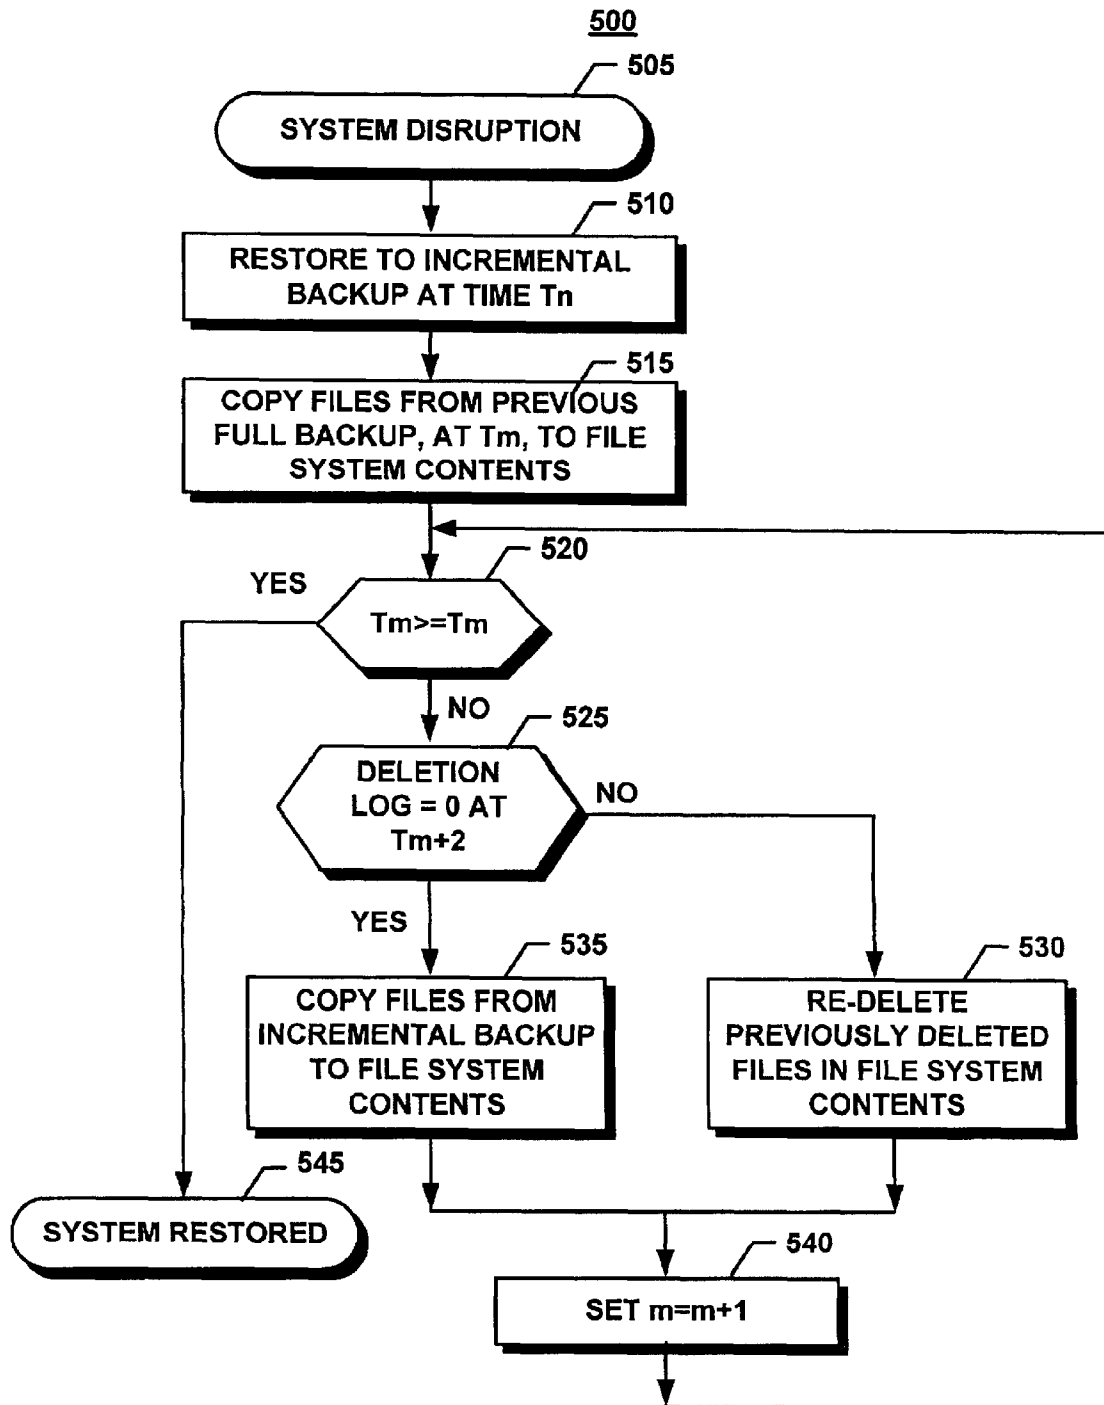 500
505
SYSTEM DISRUPTION
510
RESTORE TO INCREMENTAL
BACKUP AT TIME Tn
515
COPY FILES FROM PREVIOUS
FULL BACKUP, AT Tm, TO FILE
SYSTEM CONTENTS
520
YES
Tm>=Tm
NO
525
DELETION
LOG = 0 AT
Tm+2
NO
YES
535
COPY FILES FROM
INCREMENTAL BACKUP
TO FILE SYSTEM
CONTENTS
530
RE-DELETE
PREVIOUSLY DELETED
FILES IN FILE SYSTEM
CONTENTS
545
SYSTEM RESTORED
540
SET m=m+1